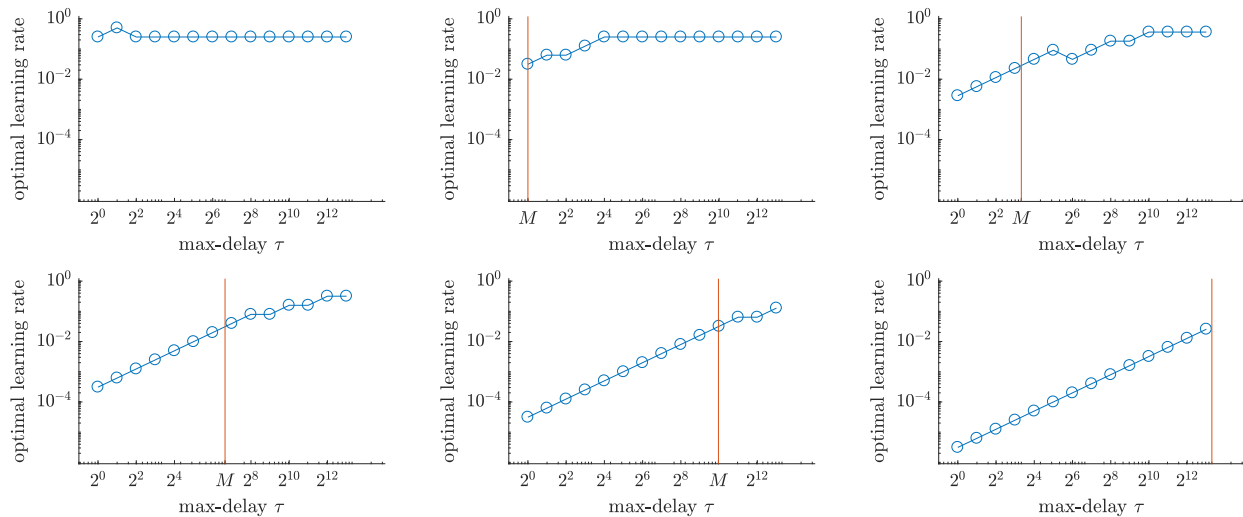 optimal learning rate
10^0
10^-2
10^-4
2^0 2^2 2^4 2^6 2^8 2^10 2^12
max-delay τ
optimal learning rate
10^0
10^-2
10^-4
M 2^2 2^4 2^6 2^8 2^10 2^12
max-delay τ
optimal learning rate
10^0
10^-2
10^-4
2^0 2^2 M 2^6 2^8 2^10 2^12
max-delay τ
optimal learning rate
10^0
10^-2
10^-4
2^0 2^2 2^4 M 2^8 2^10 2^12
max-delay τ
optimal learning rate
10^0
10^-2
10^-4
2^0 2^2 2^4 2^6 2^8 M 2^12
max-delay τ
optimal learning rate
10^0
10^-2
10^-4
2^0 2^2 2^4 2^6 2^8 2^10 2^12
max-delay τ